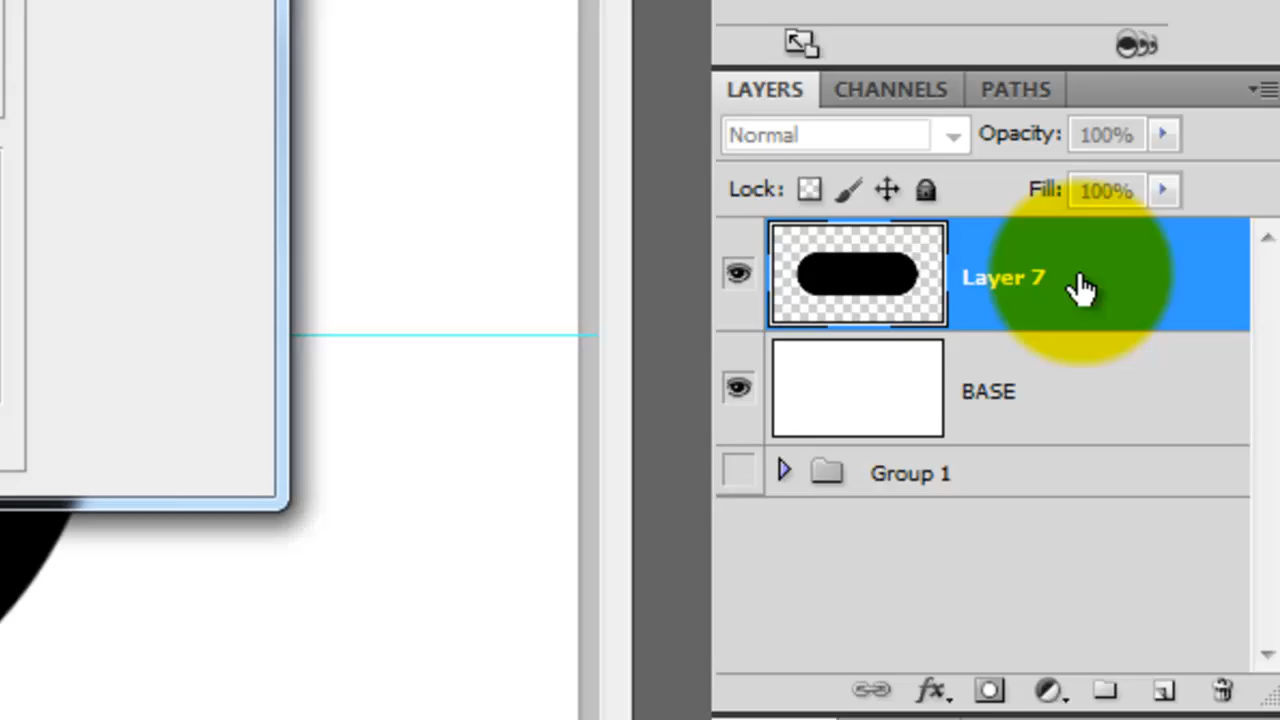 LAYERS CHANNELS PATHS
Normal Opacity: 100%
Lock: Fill: 100%
Layer 7
BASE
Group 1
fx